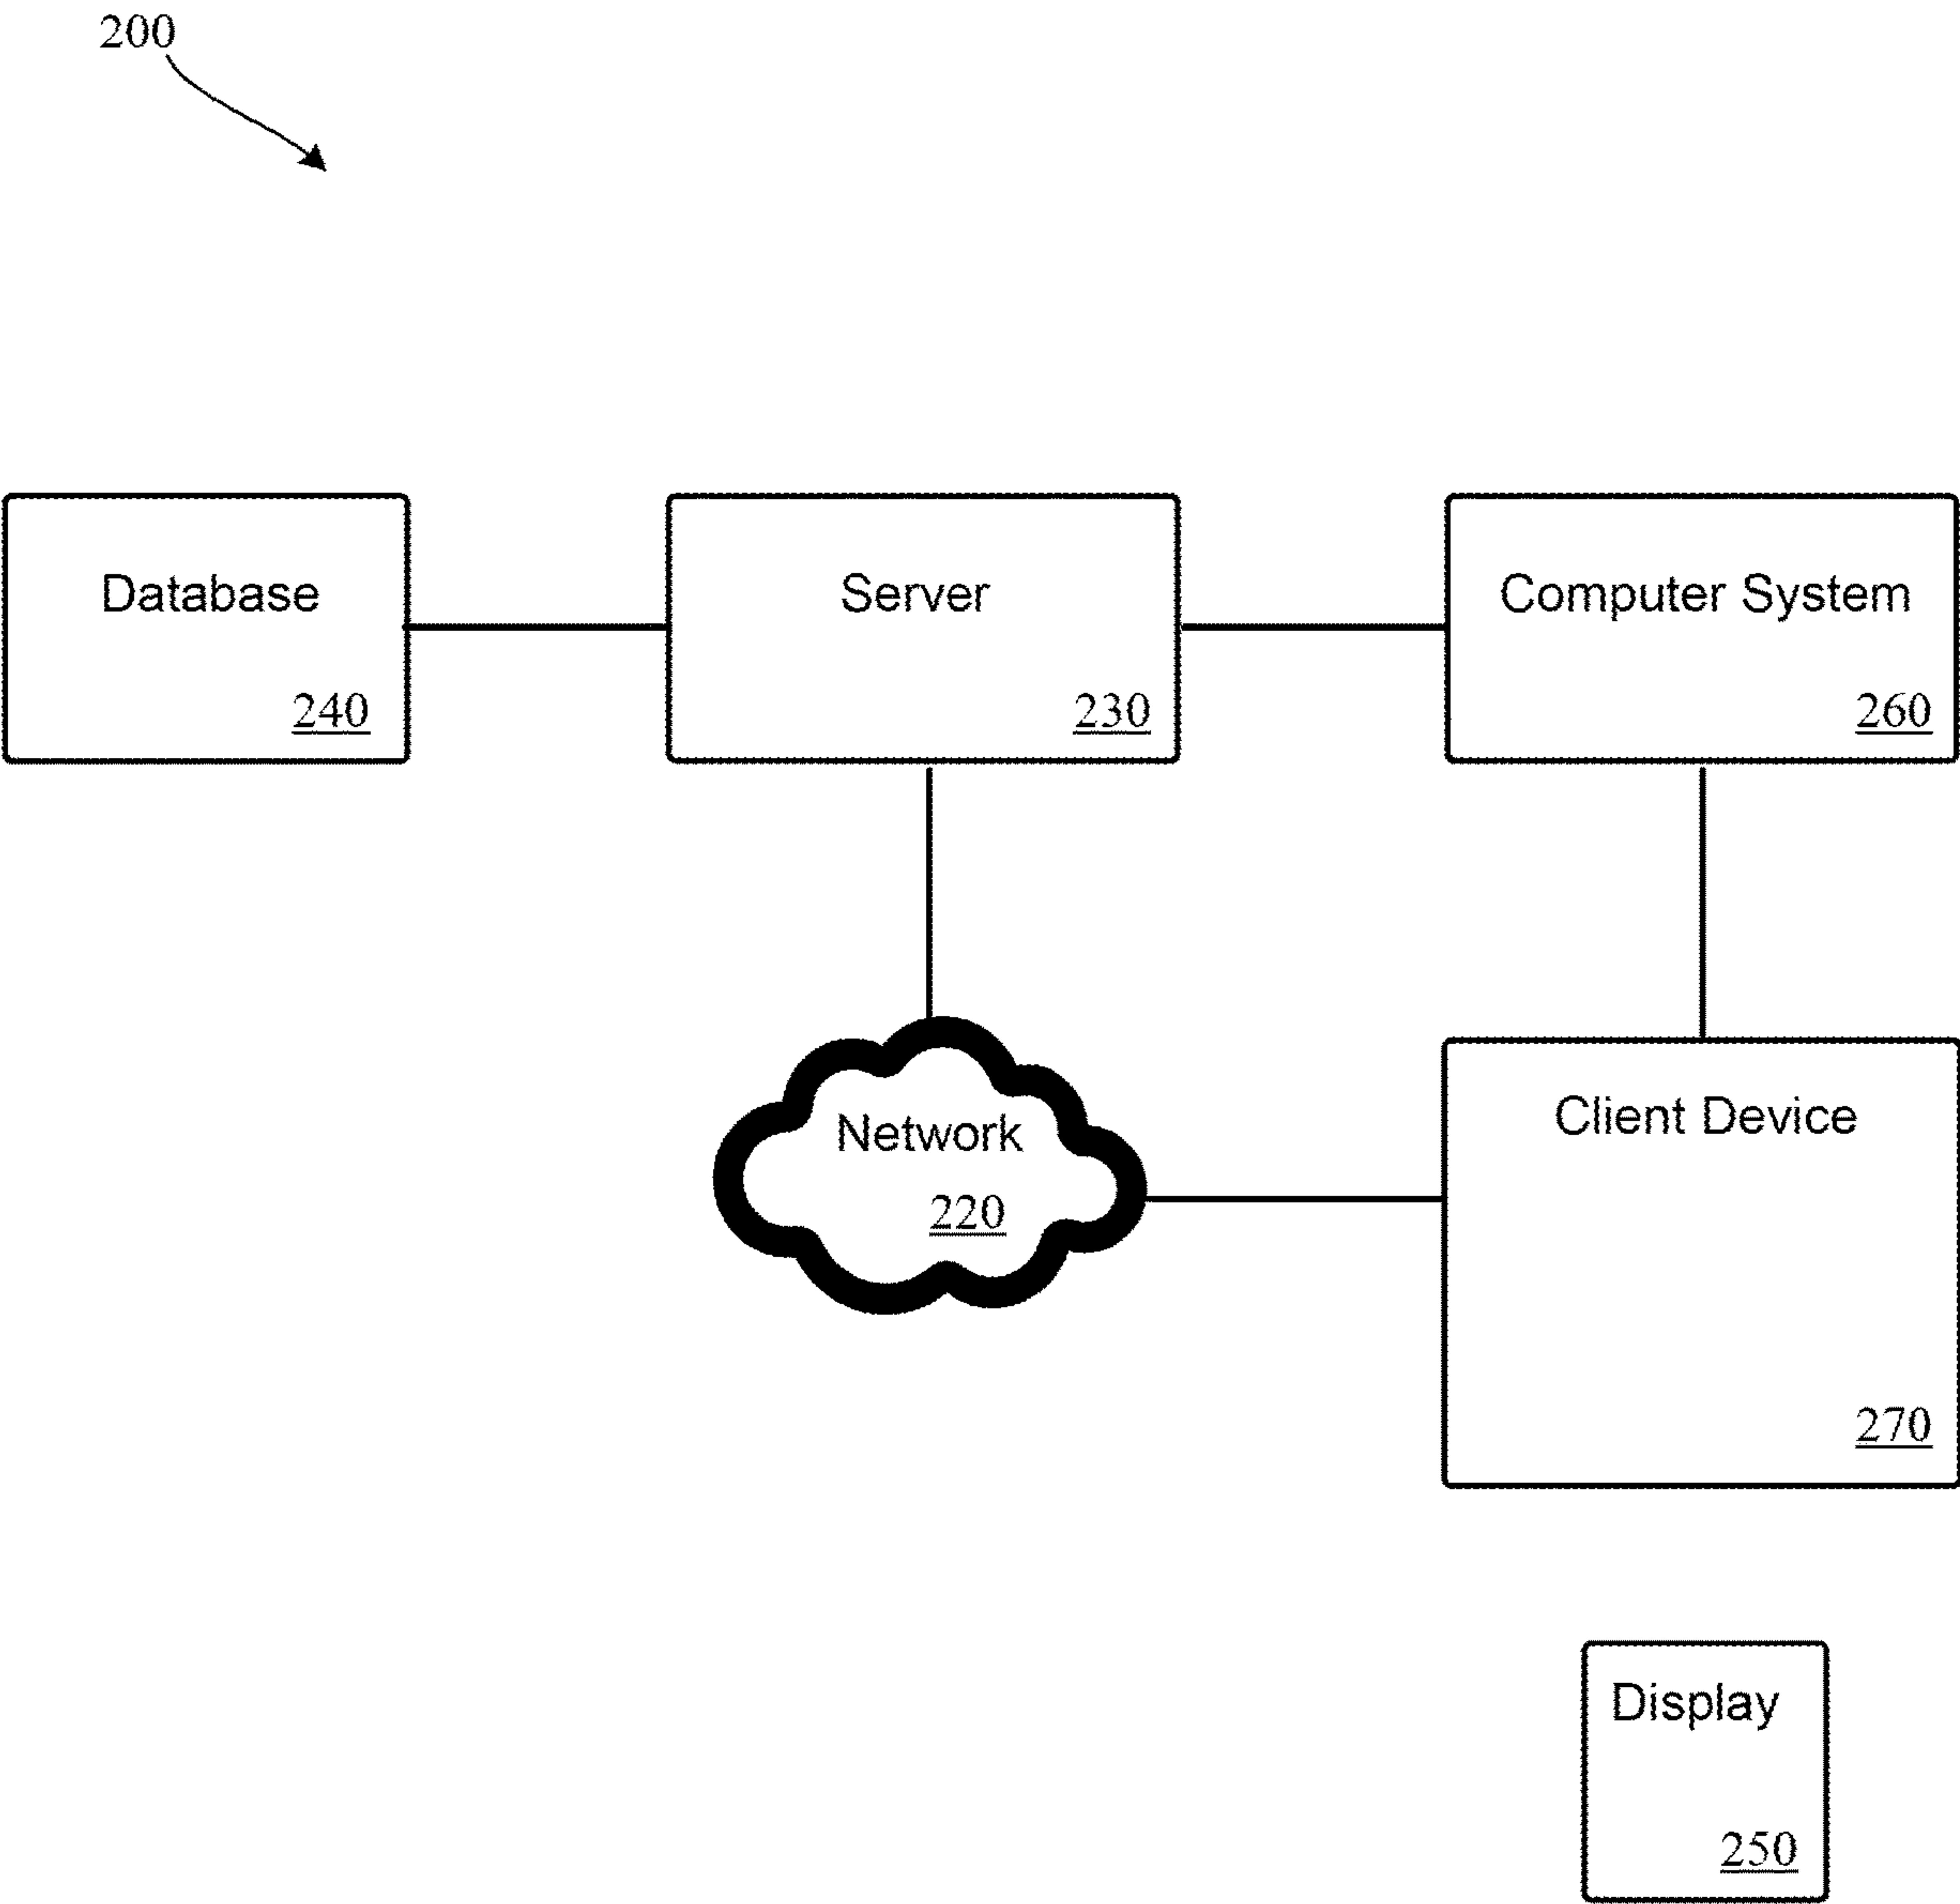 200
Database
240
Server
230
Computer System
260
Network
220
Client Device
270
Display
250